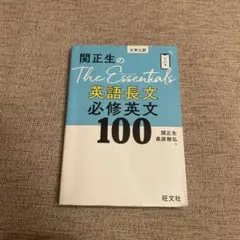 大学入試
関正生の
The Essentials
英語長文
必修英文
100
関正生
桑原雅弘
旺文社